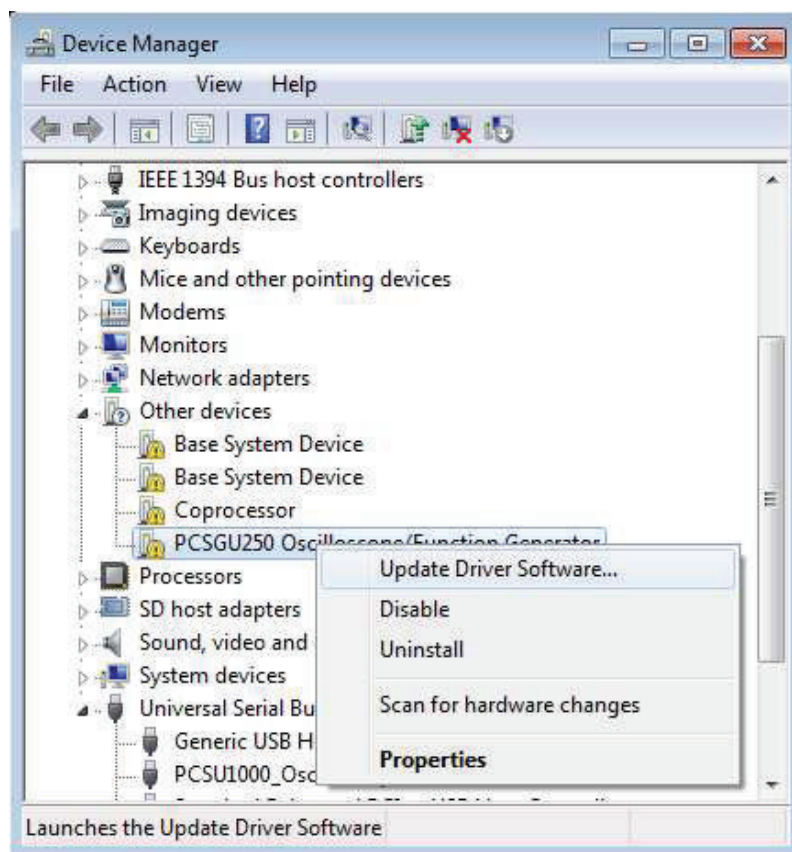 Device Manager
File Action View Help
IEEE 1394 Bus host controllers
Imaging devices
Keyboards
Mice and other pointing devices
Modems
Monitors
Network adapters
Other devices
Base System Device
Base System Device
Coprocessor
PCSGU250 Oscilloscope/Function Generator
Update Driver Software...
Processors
SD host adapters
Disable
Sound, video and
Uninstall
System devices
Universal Serial Bu
Scan for hardware changes
Generic USB H
Properties
PCSU1000_Osc
Launches the Update Driver Software